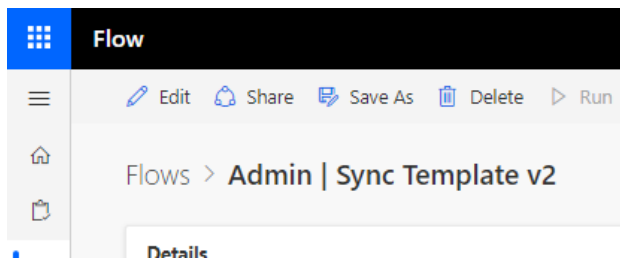 Flow
Edit Share Save As Delete Run
Flows > Admin | Sync Template v2
Details